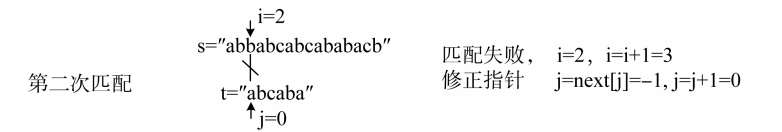 i=2
s="abbabcabcababacb"
匹配失败， i=2，i=i+1=3
第二次匹配
修正指针 j=next[j]=-1, j=j+1=0
t="abcaba"
j=0